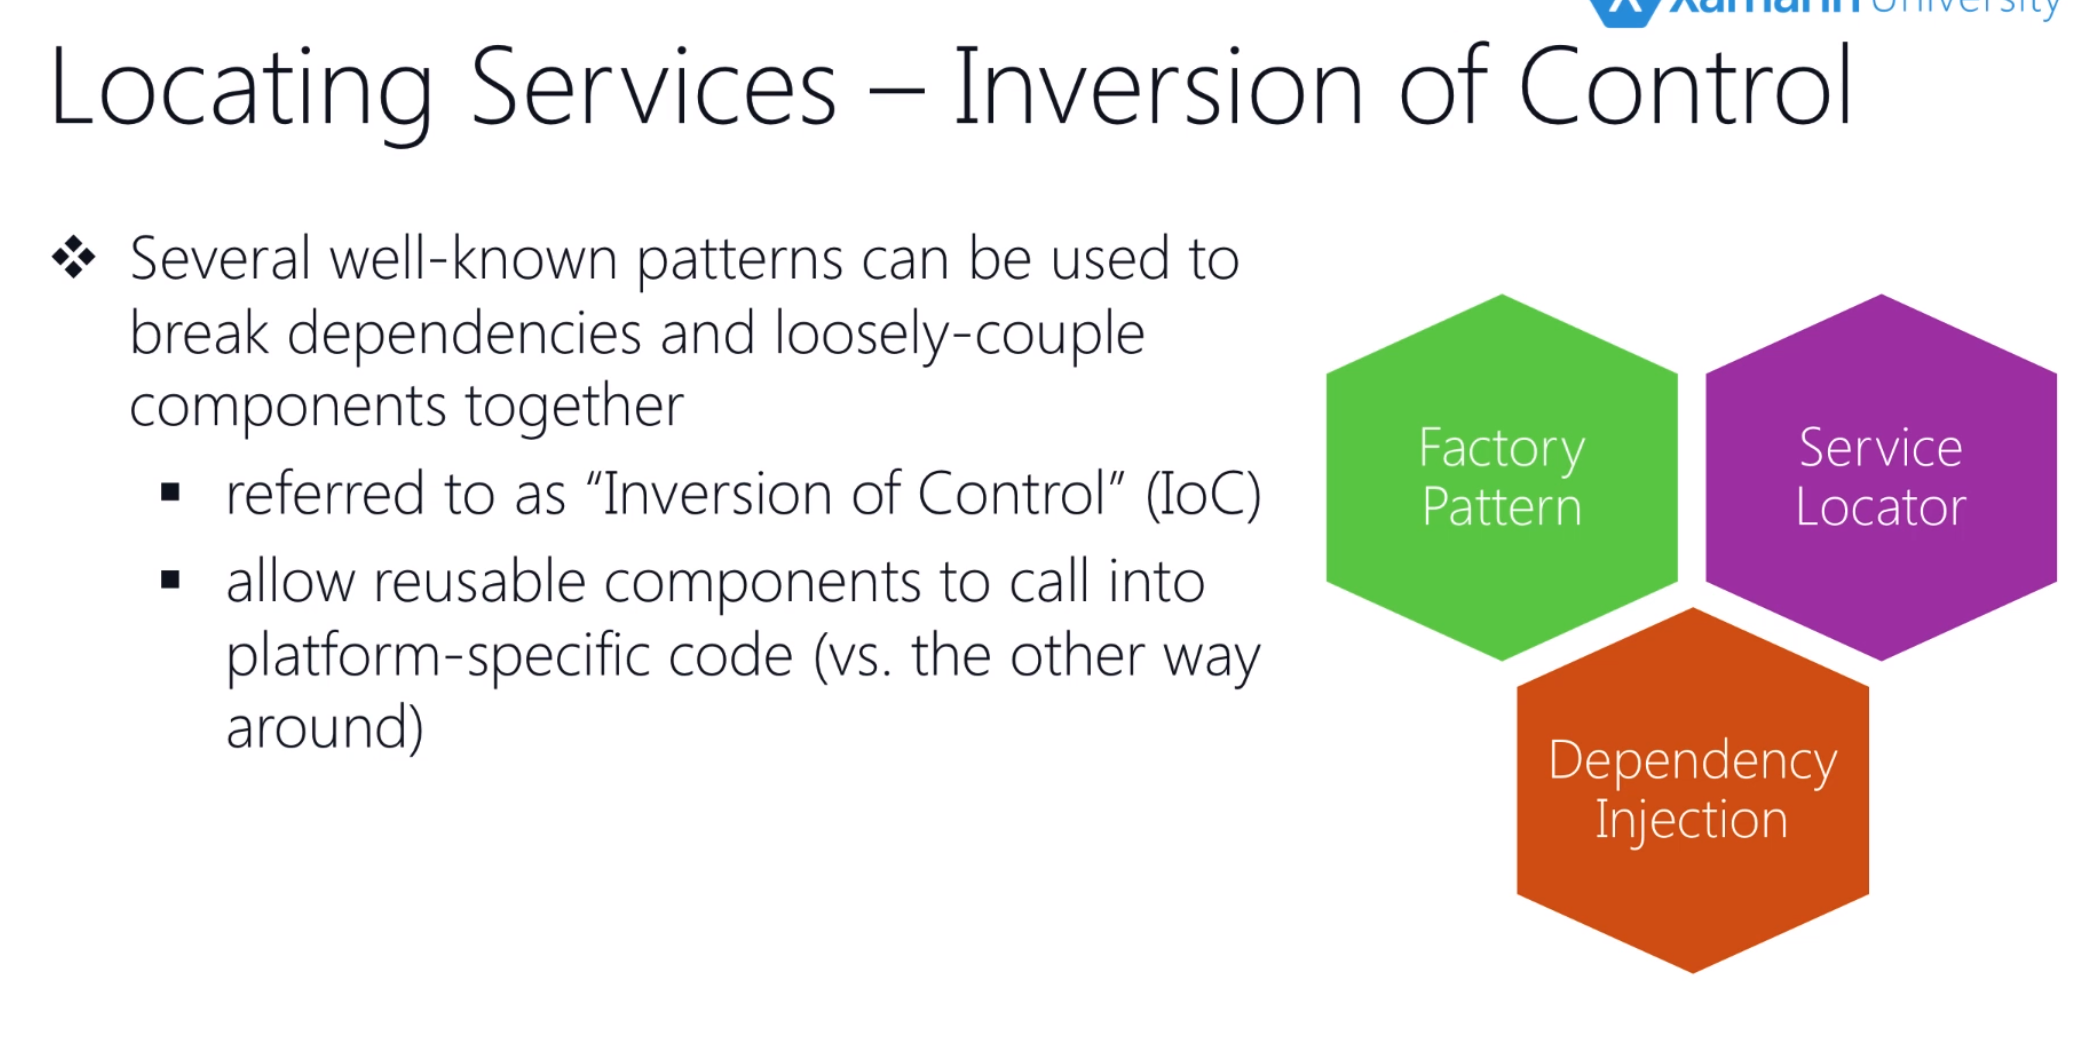 Xamarin University
Locating Services – Inversion of Control
❖ Several well-known patterns can be used to
break dependencies and loosely-couple
components together
▪ referred to as “Inversion of Control” (IoC)
▪ allow reusable components to call into
platform-specific code (vs. the other way
around)
Factory
Pattern
Service
Locator
Dependency
Injection